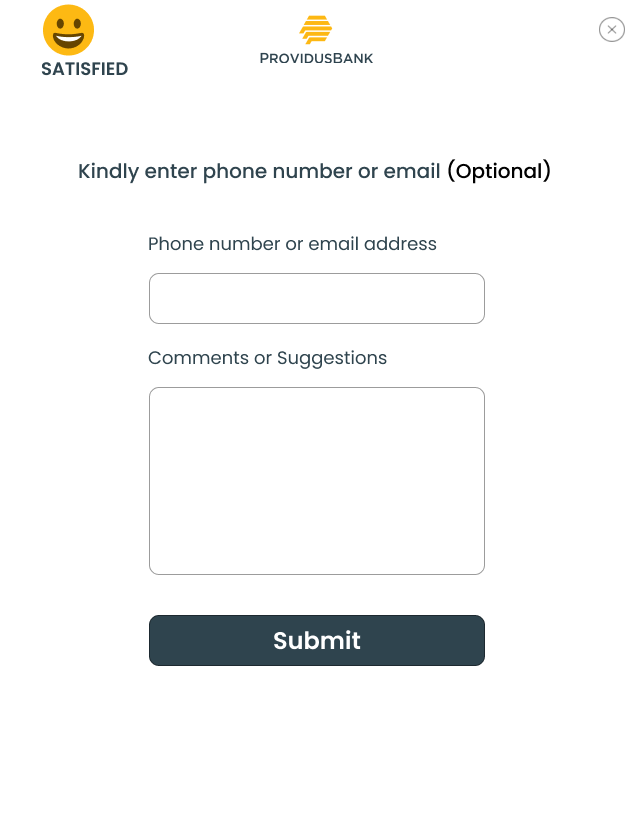 SATISFIED
PROVIDUSBANK
Kindly enter phone number or email (Optional)
Phone number or email address
Comments or Suggestions
Submit